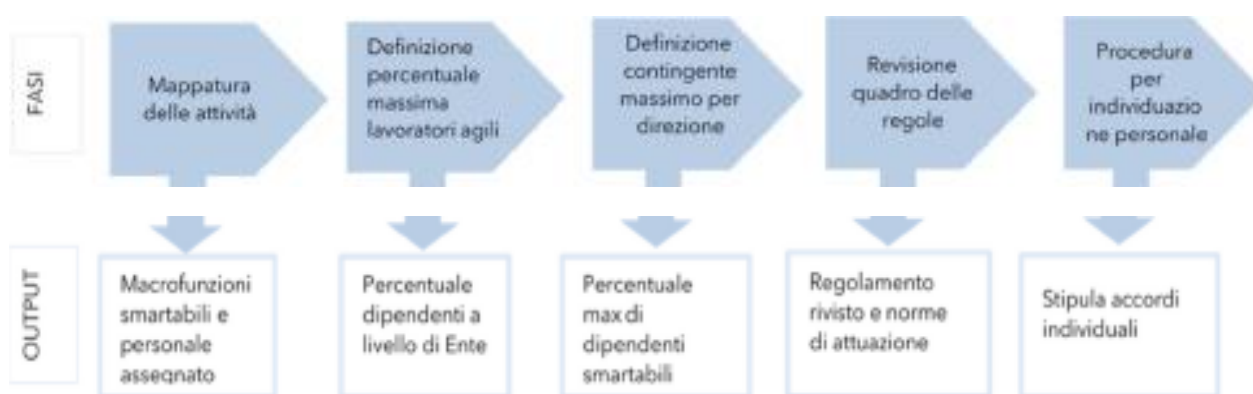 FASI
Mappatura
delle attività
Definizione
percentuale
massima
lavoratori agili
Definizione
contingente
massimo per
direzione
Revisione
quadro delle
regole
Procedura
per
individuazio
ne personale
OUTPUT
Macrofunzioni
smartabili e
personale
assegnato
Percentuale
dipendenti a
livello di Ente
Percentuale
max di
dipendenti
smartabili
Regolamento
rivisto e norme
di attuazione
Stipula accordi
individuali